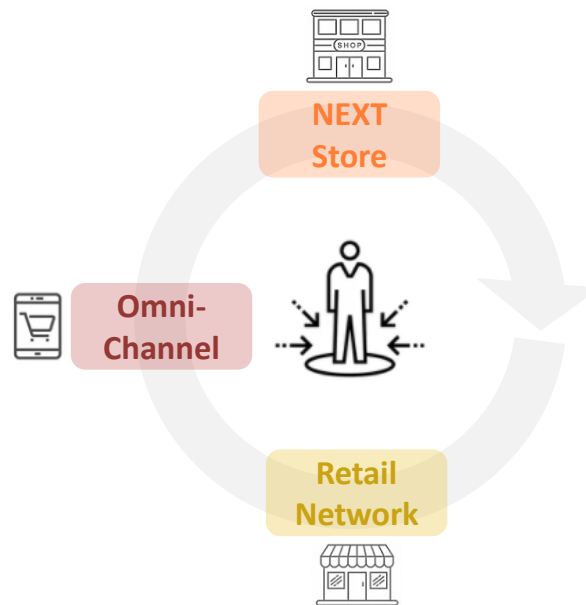 SHOP
NEXT
Store
Omni-
Channel
Retail
Network